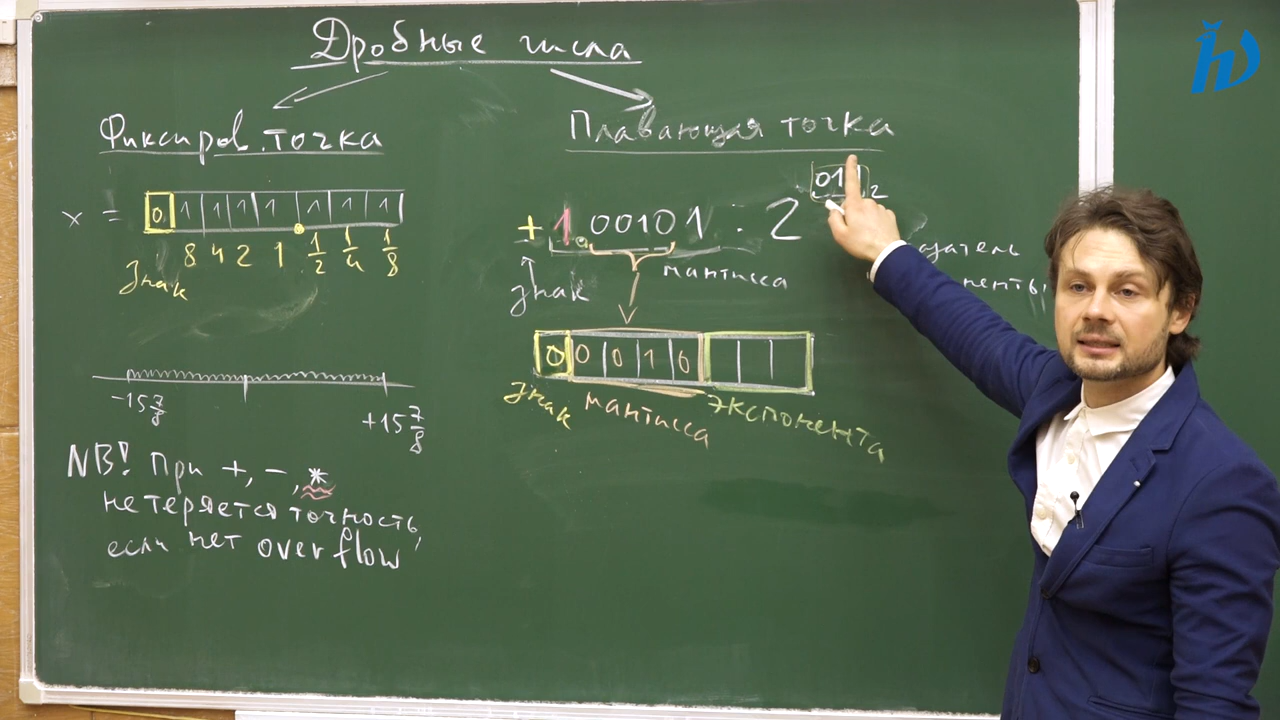 Дробные числа
Фиксиров. точка
x = 0 1 1 1 1 . 1 1 1
Знак 8 4 2 1 1/2 1/4 1/8
-15 7/8 +15 7/8
NB! При +, -, *
не теряется точность,
если нет overflow
Плавающая точка
+ 1.00101 · 2
2
знак
мантисса
0 0 0 1 0
знак мантисса экспонента